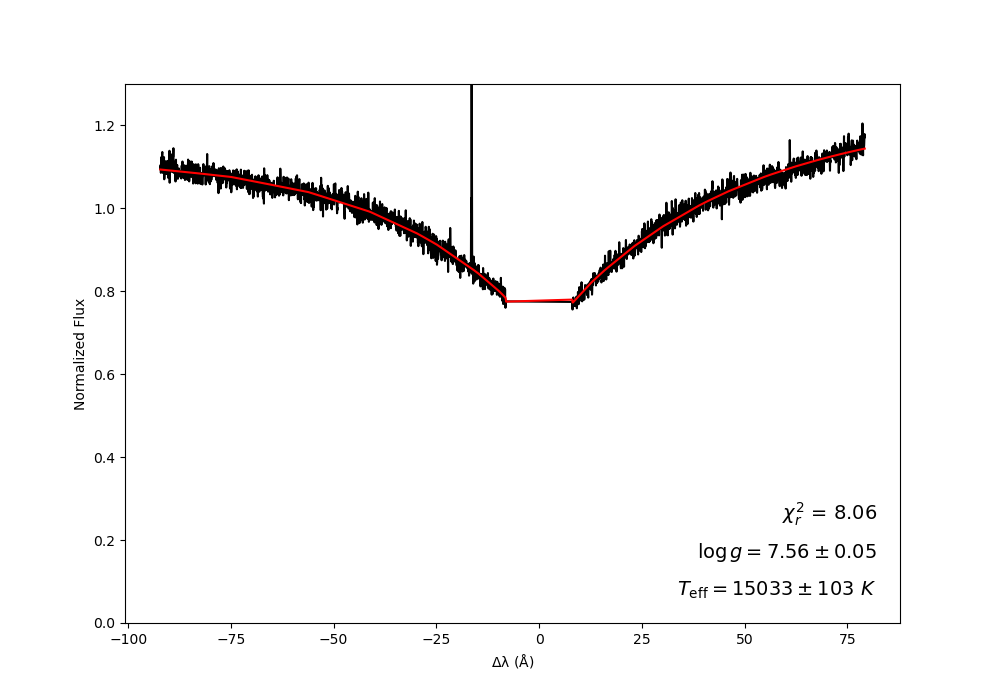 1.2
1.0
0.8
0.6
0.4
0.2
0.0
Normalized Flux
χ²ᵣ = 8.06
log g = 7.56 ± 0.05
T_eff = 15033 ± 103 K
−100 −75 −50 −25 0 25 50 75
Δλ (Å)